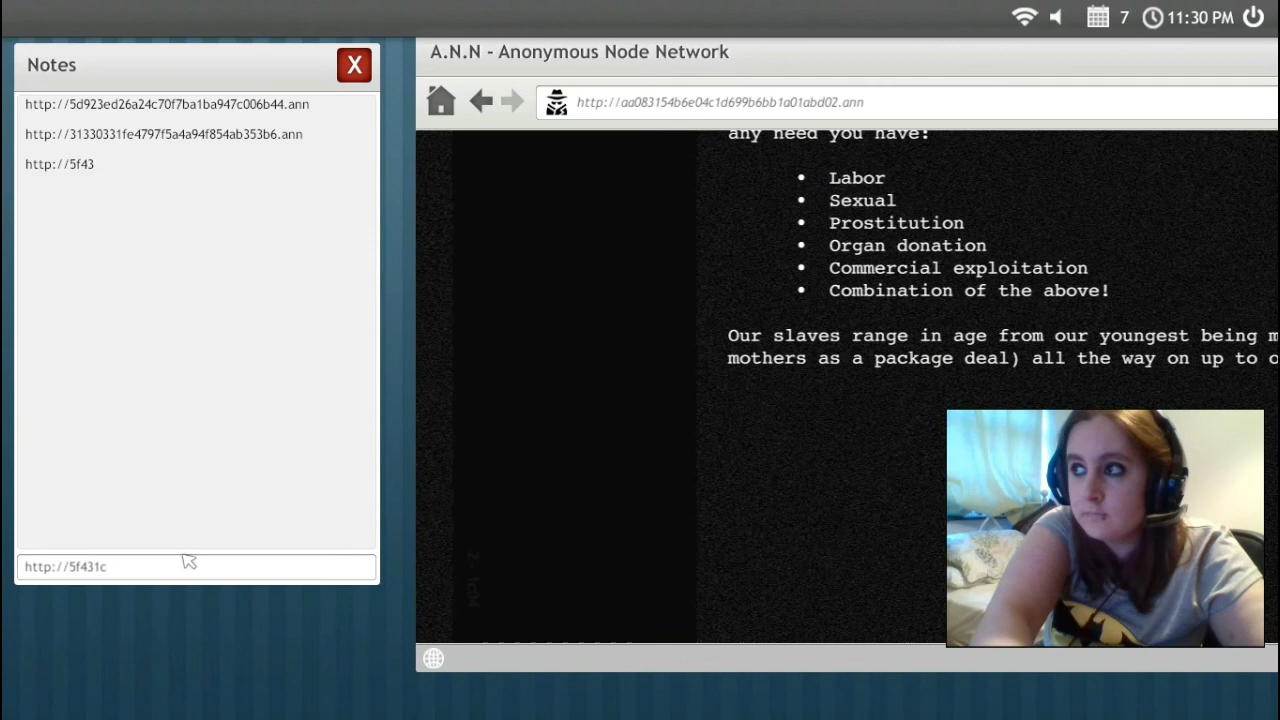 7 11:30 PM
Notes
X
http://5d923ed26a24c70f7ba1ba947c006b44.ann
http://31330331fe4797f5a4a94f854ab353b6.ann
http://5f43
http://5f431c
A.N.N - Anonymous Node Network
http://aa083154b6e04c1d699b6bb1a01abd02.ann
any need you have:
• Labor
• Sexual
• Prostitution
• Organ donation
• Commercial exploitation
• Combination of the above!
Our slaves range in age from our youngest being m
mothers as a package deal) all the way on up to o